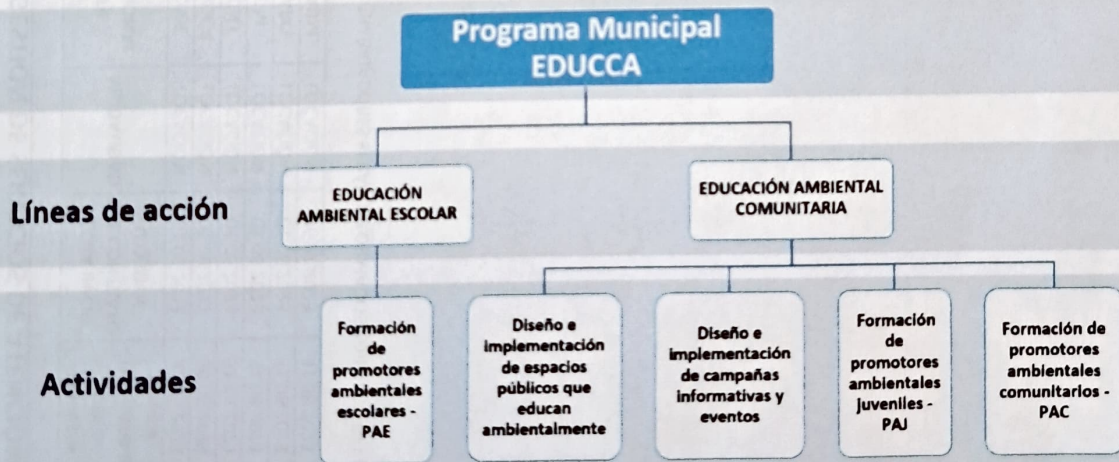 Programa Municipal
EDUCCA
Líneas de acción
EDUCACIÓN
AMBIENTAL ESCOLAR
EDUCACIÓN AMBIENTAL
COMUNITARIA
Actividades
Formación
de
promotores
ambientales
escolares -
PAE
Diseño e
implementación
de espacios
públicos que
educan
ambientalmente
Diseño e
implementación
de campañas
informativas y
eventos
Formación
de
promotores
ambientales
juveniles -
PAJ
Formación de
promotores
ambientales
comunitarios -
PAC